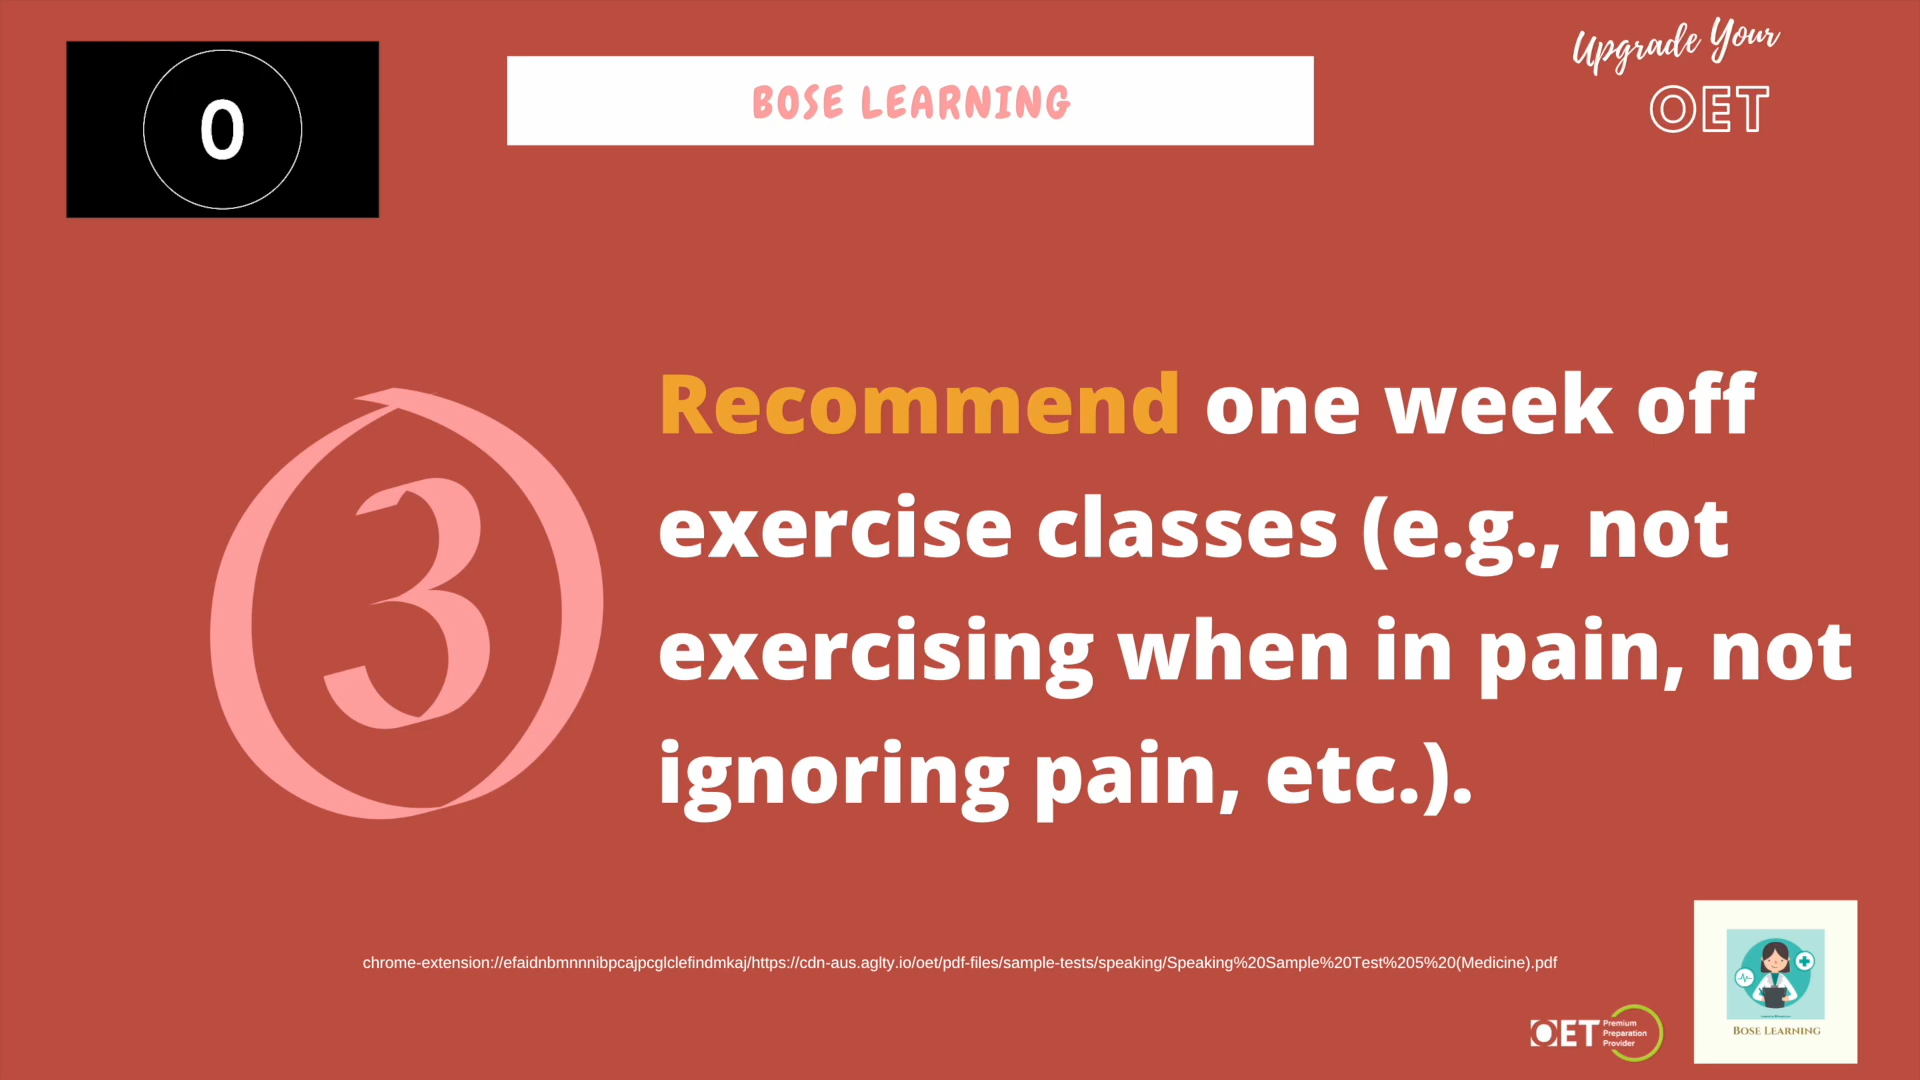 0
BOSE LEARNING
Upgrade Your
OET
3
Recommend one week off
exercise classes (e.g., not
exercising when in pain, not
ignoring pain, etc.).
chrome-extension://efaidnbmnnnibpcajpcglclefindmkaj/https://cdn-aus.aglty.io/oet/pdf-files/sample-tests/speaking/Speaking%20Sample%20Test%205%20(Medicine).pdf
OET Premium
Preparation
Provider
BOSE LEARNING